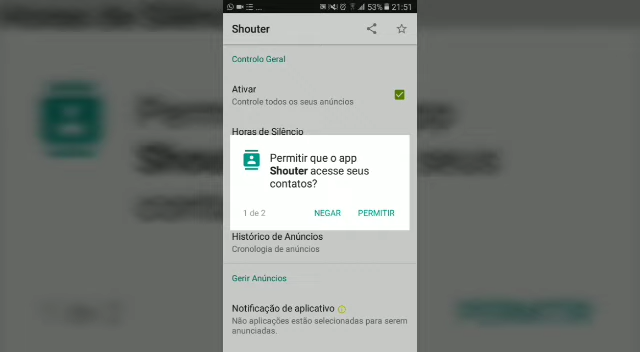 53% 21:51
Shouter
Controlo Geral
Ativar
Controle todos os seus anúncios
Horas de Silêncio
Permitir que o app
Shouter acesse seus
contatos?
1 de 2
NEGAR
PERMITIR
Histórico de Anúncios
Cronologia de anúncios
Gerir Anúncios
Notificação de aplicativo
Não aplicações estão selecionadas para serem
anunciadas.